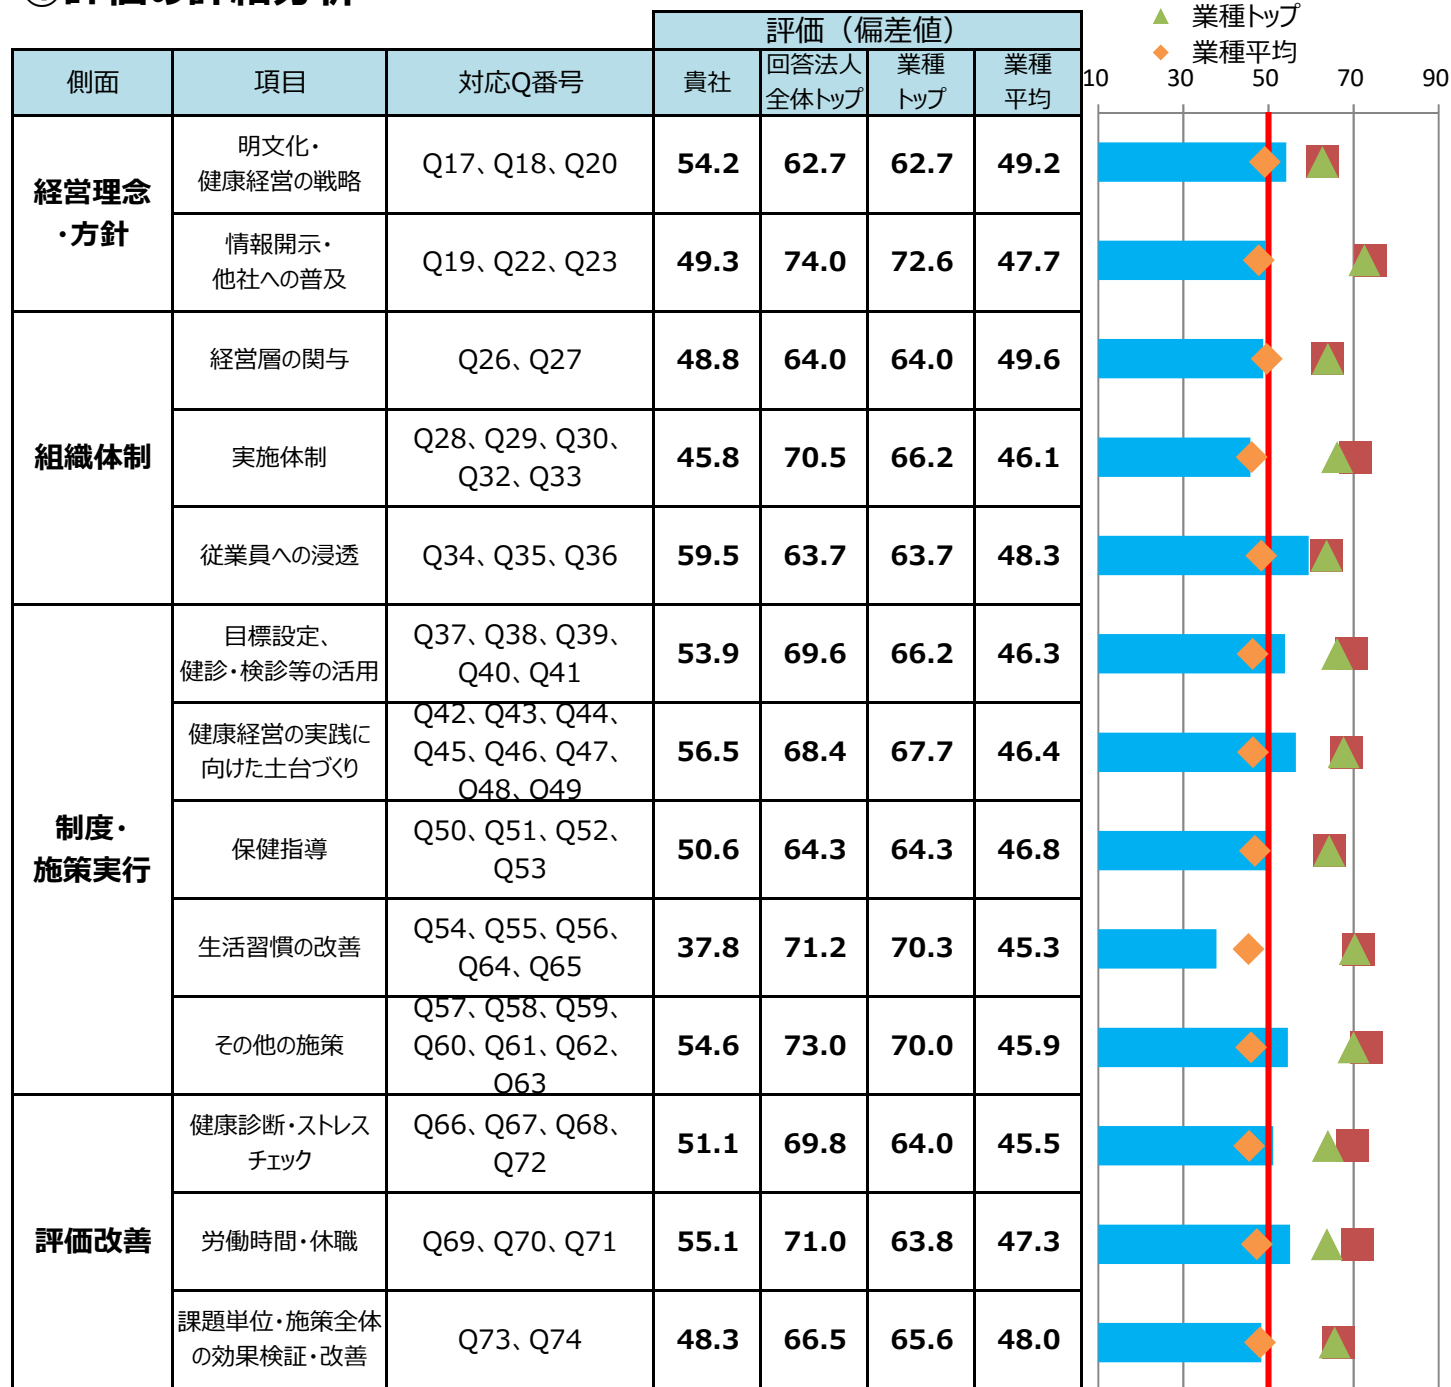 ①評価の詳細分析
評価（偏差値）
▲ 業種トップ
◆ 業種平均
側面 項目 対応Q番号 貴社 回答法人 業種 業種
全体トップ トップ 平均
10 30 50 70 90
経営理念
・方針
明文化・
健康経営の戦略
Q17、Q18、Q20 54.2 62.7 62.7 49.2
情報開示・
他社への普及
Q19、Q22、Q23 49.3 74.0 72.6 47.7
組織体制
経営層の関与 Q26、Q27 48.8 64.0 64.0 49.6
実施体制
Q28、Q29、Q30、
Q32、Q33
45.8 70.5 66.2 46.1
従業員への浸透 Q34、Q35、Q36 59.5 63.7 63.7 48.3
制度・
施策実行
目標設定、
健診・検診等の活用
Q37、Q38、Q39、
Q40、Q41
53.9 69.6 66.2 46.3
健康経営の実践に
向けた土台づくり
Q42、Q43、Q44、
Q45、Q46、Q47、
Q48、Q49
56.5 68.4 67.7 46.4
保健指導
Q50、Q51、Q52、
Q53
50.6 64.3 64.3 46.8
生活習慣の改善
Q54、Q55、Q56、
Q64、Q65
37.8 71.2 70.3 45.3
その他の施策
Q57、Q58、Q59、
Q60、Q61、Q62、
Q63
54.6 73.0 70.0 45.9
評価改善
健康診断・ストレス
チェック
Q66、Q67、Q68、
Q72
51.1 69.8 64.0 45.5
労働時間・休職 Q69、Q70、Q71 55.1 71.0 63.8 47.3
課題単位・施策全体
の効果検証・改善
Q73、Q74 48.3 66.5 65.6 48.0